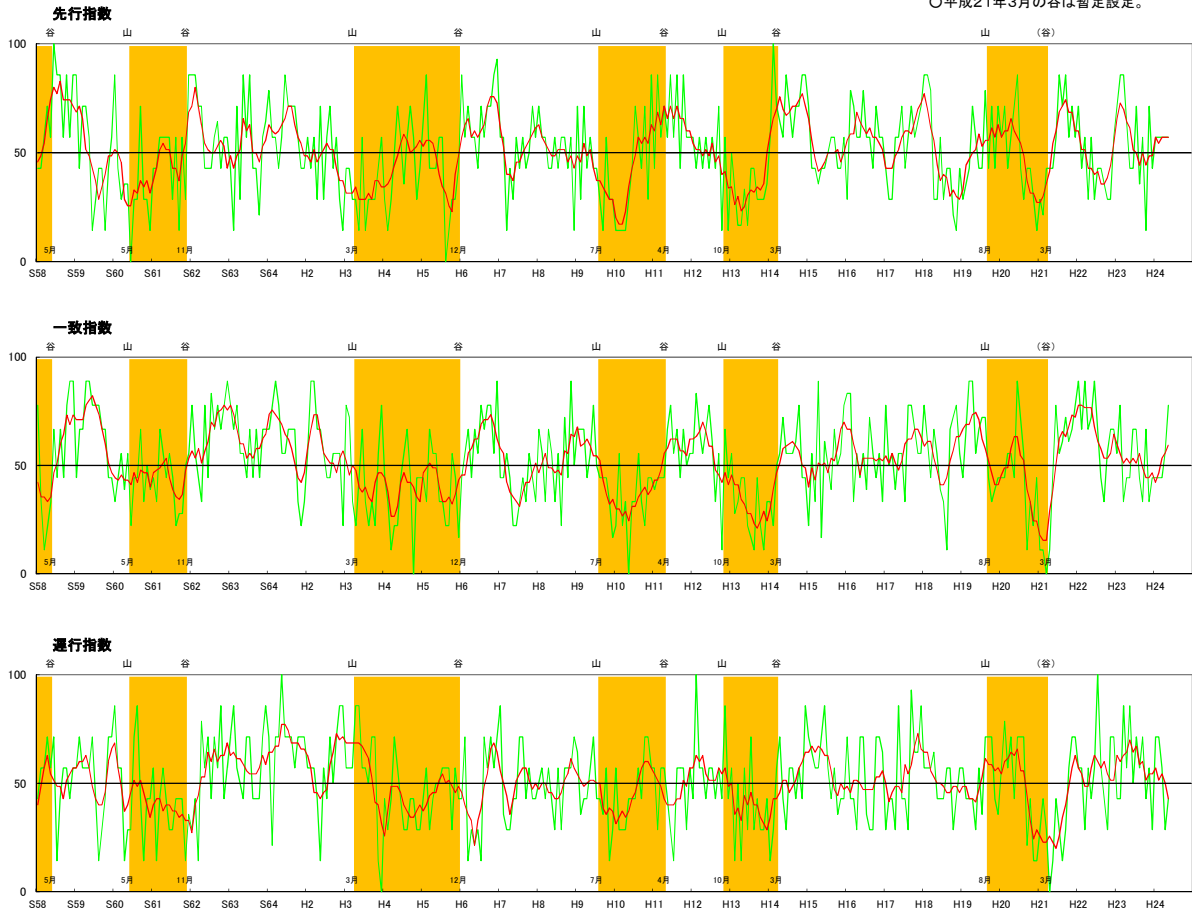 〇平成21年3月の谷は暫定設定。
先行指数
谷 山 谷 山 谷 山 谷 山 谷 山 (谷)
100
50
0
5月 5月 11月 3月 12月 7月 4月 10月 3月 8月 3月
S58 S59 S60 S61 S62 S63 S64 H2 H3 H4 H5 H6 H7 H8 H9 H10 H11 H12 H13 H14 H15 H16 H17 H18 H19 H20 H21 H22 H23 H24
一致指数
谷 山 谷 山 谷 山 谷 山 谷 山 (谷)
100
50
0
5月 5月 11月 3月 12月 7月 4月 10月 3月 8月 3月
S58 S59 S60 S61 S62 S63 S64 H2 H3 H4 H5 H6 H7 H8 H9 H10 H11 H12 H13 H14 H15 H16 H17 H18 H19 H20 H21 H22 H23 H24
遅行指数
谷 山 谷 山 谷 山 谷 山 谷 山 (谷)
100
50
0
5月 5月 11月 3月 12月 7月 4月 10月 3月 8月 3月
S58 S59 S60 S61 S62 S63 S64 H2 H3 H4 H5 H6 H7 H8 H9 H10 H11 H12 H13 H14 H15 H16 H17 H18 H19 H20 H21 H22 H23 H24